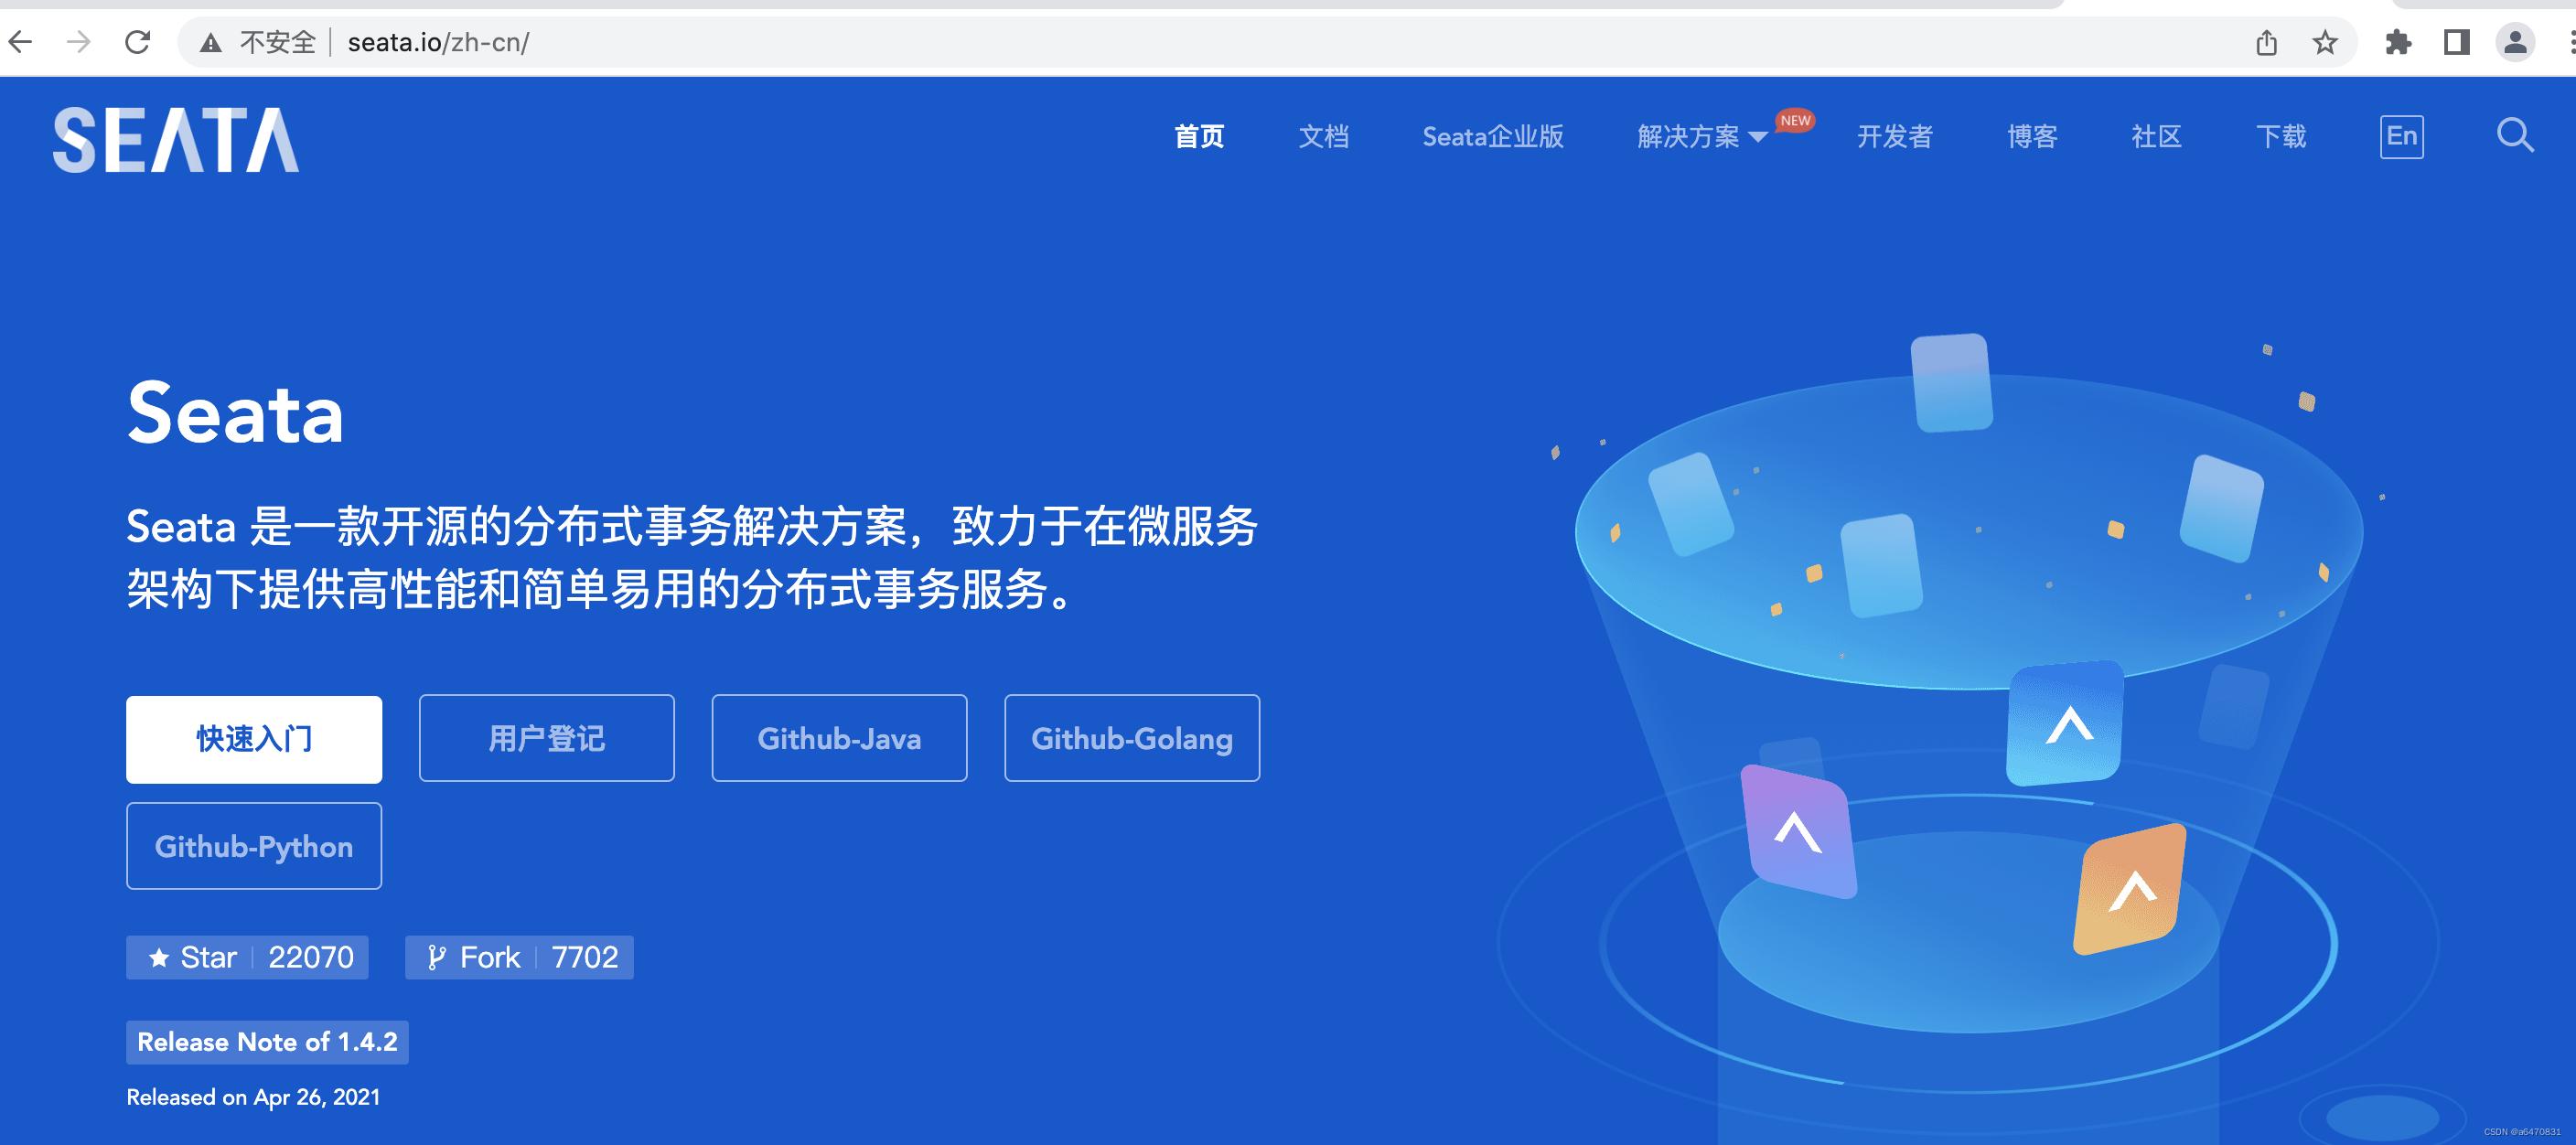 不安全 seata.io/zh-cn/
SEATA
首页 文档 Seata企业版 解决方案 NEW 开发者 博客 社区 下载 En
Seata
Seata 是一款开源的分布式事务解决方案，致力于在微服务
架构下提供高性能和简单易用的分布式事务服务。
快速入门 用户登记 Github-Java Github-Golang
Github-Python
Star 22070 Fork 7702
Release Note of 1.4.2
Released on Apr 26, 2021
CSDN @a6470831